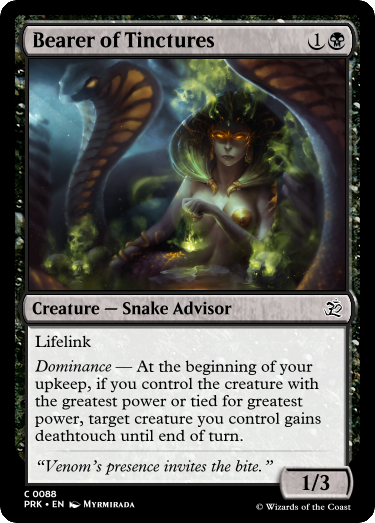 Bearer of Tinctures 1
Creature — Snake Advisor
Lifelink
Dominance — At the beginning of your
upkeep, if you control the creature with
the greatest power or tied for greatest
power, target creature you control gains
deathtouch until end of turn.
“Venom’s presence invites the bite.”
1/3
C 0088
PRK • EN Myrmirada
© Wizards of the Coast